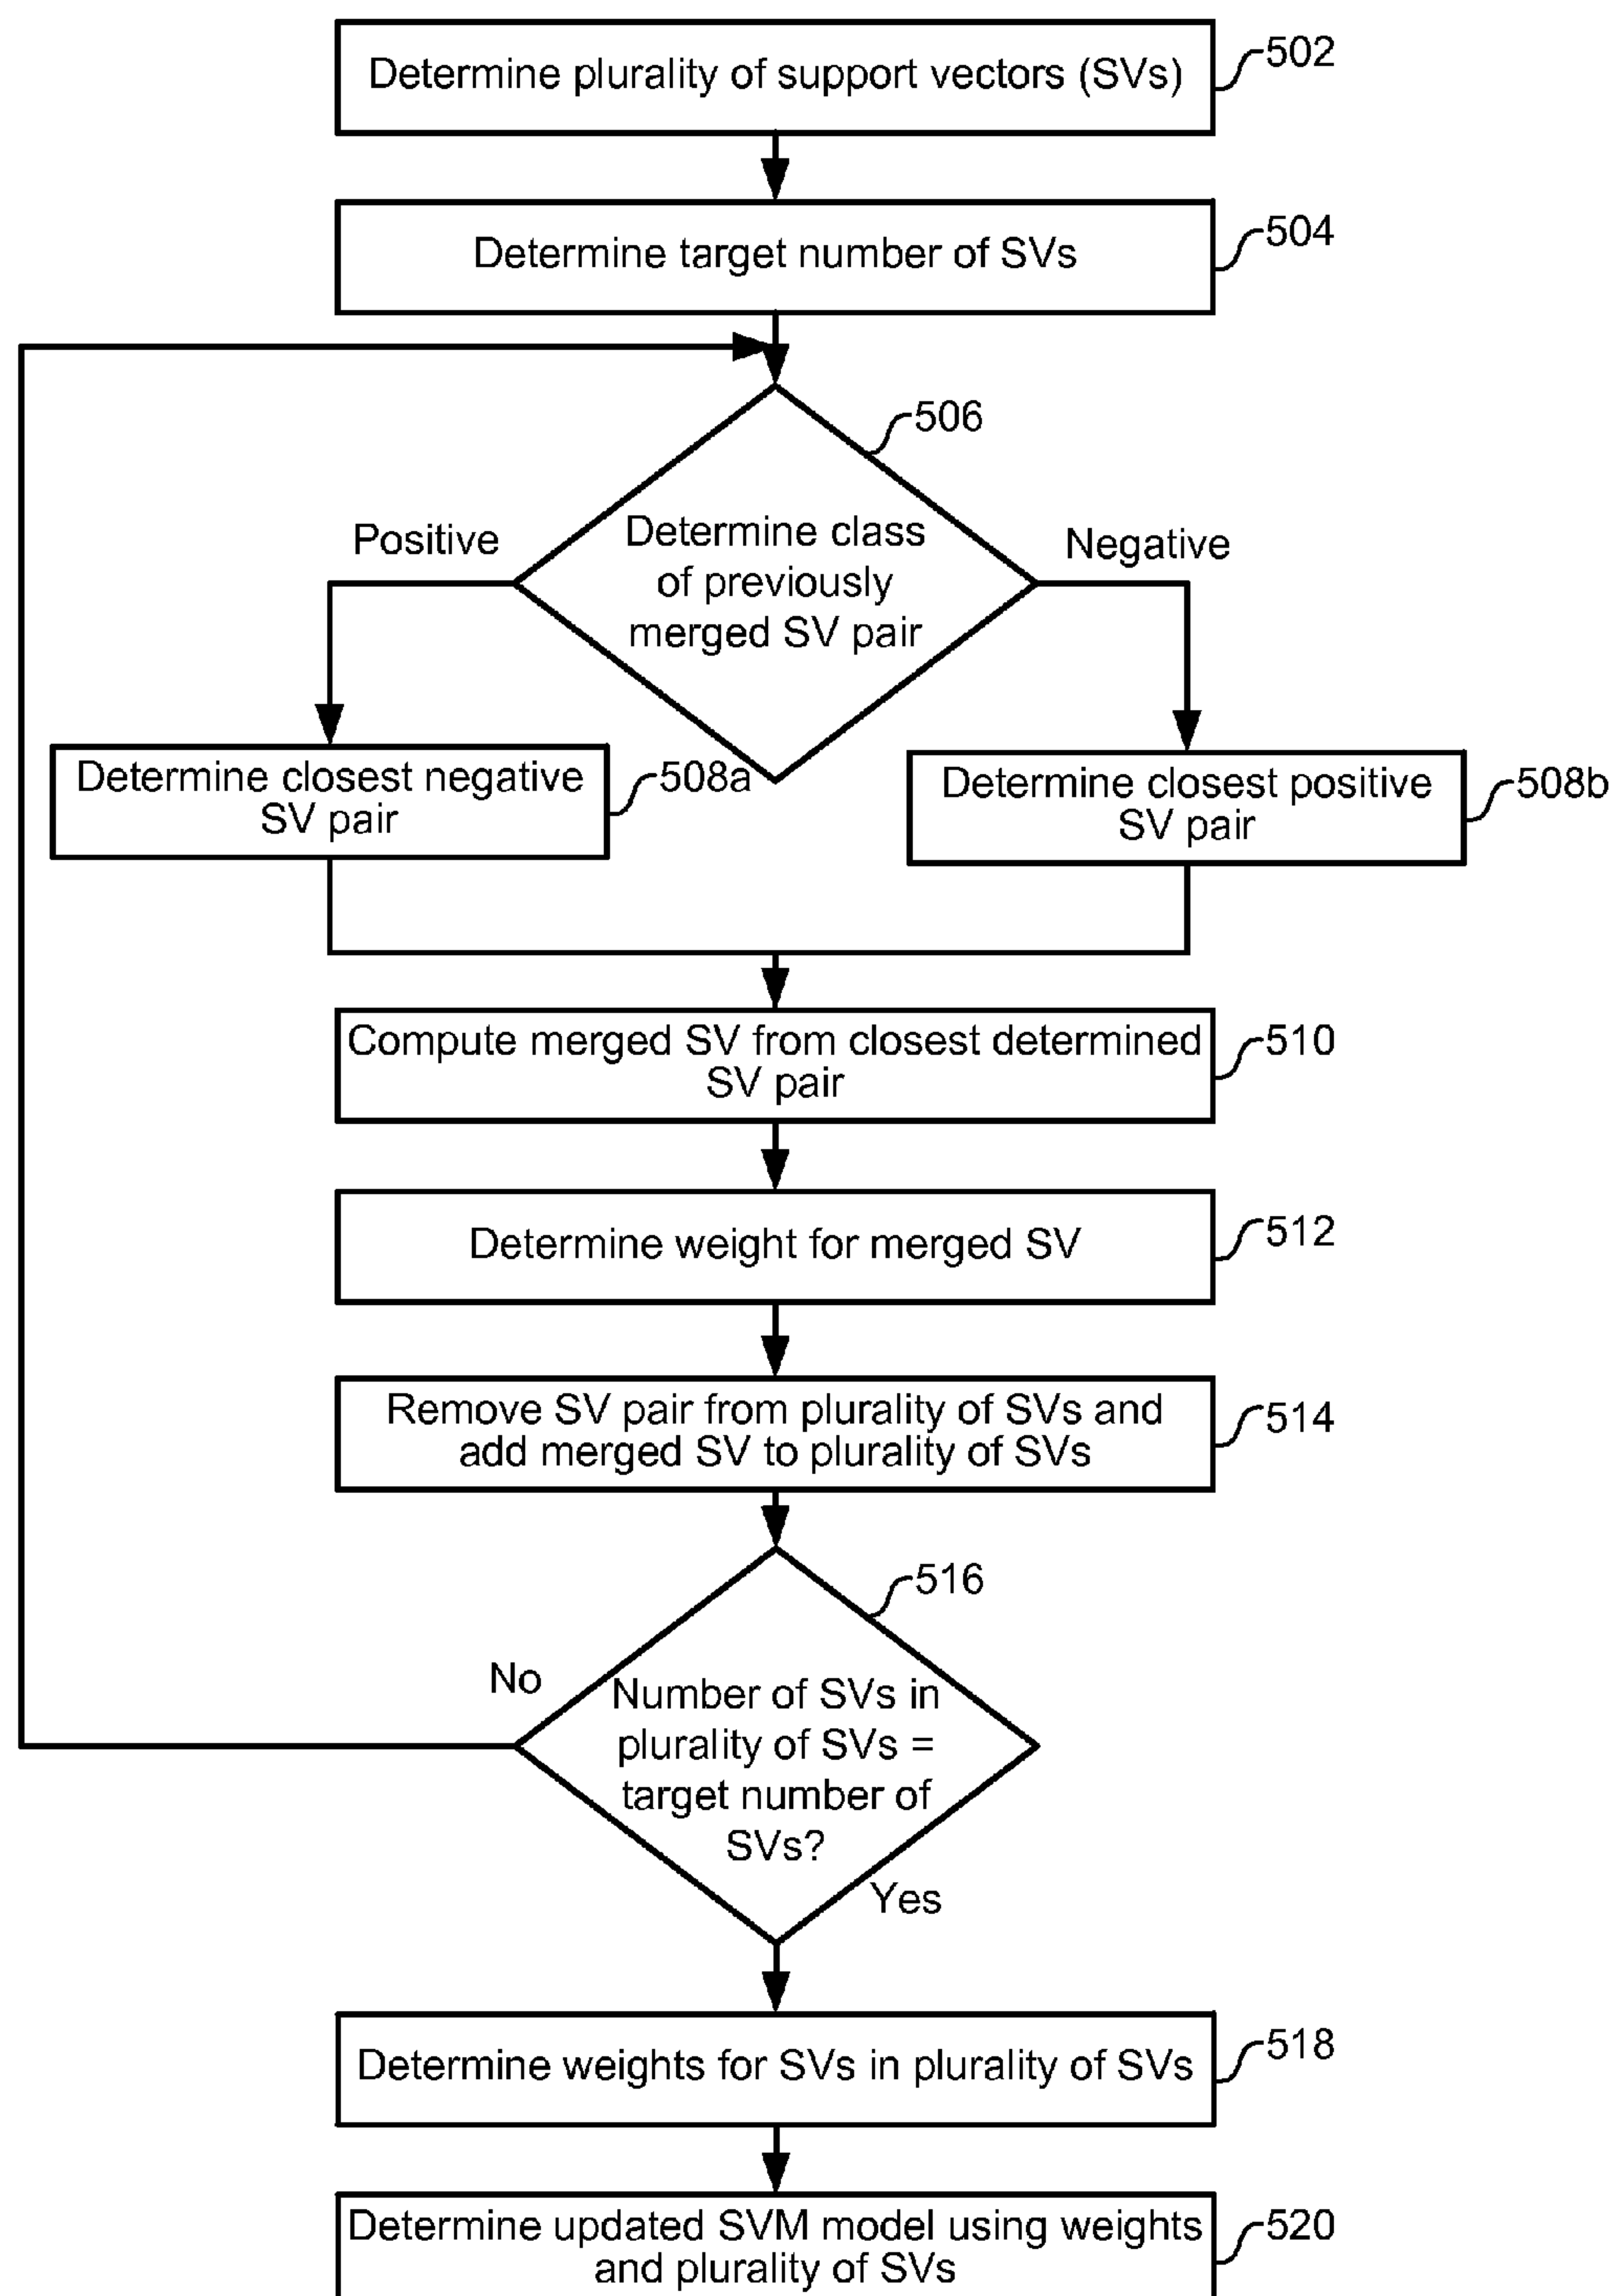 Determine plurality of support vectors (SVs)
502
Determine target number of SVs
504
506
Determine class
of previously
merged SV pair
Positive
Negative
Determine closest negative
SV pair
508a
Determine closest positive
SV pair
508b
Compute merged SV from closest determined
SV pair
510
Determine weight for merged SV
512
Remove SV pair from plurality of SVs and
add merged SV to plurality of SVs
514
516
No
Number of SVs in
plurality of SVs =
target number of
SVs?
Yes
Determine weights for SVs in plurality of SVs
518
Determine updated SVM model using weights
and plurality of SVs
520